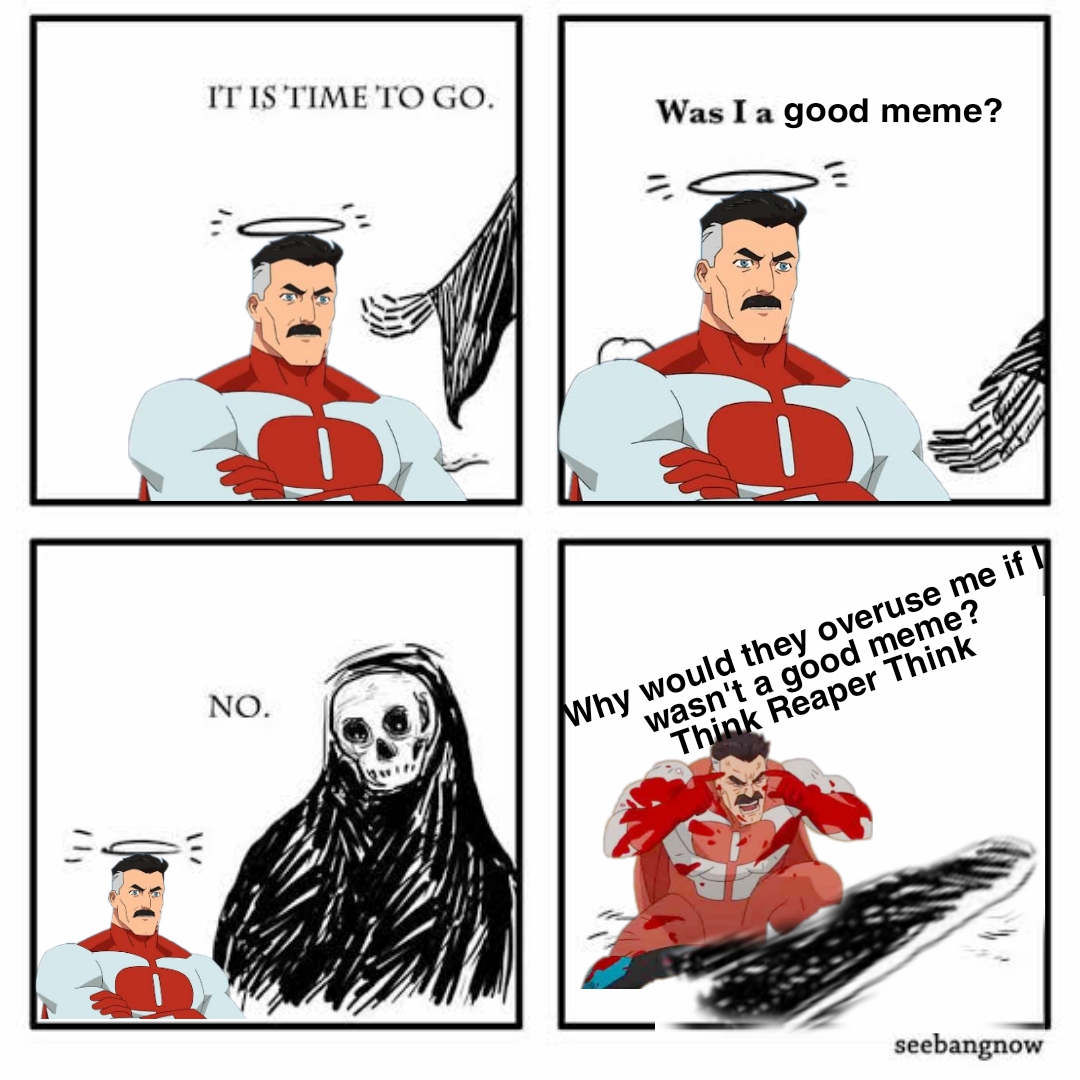 IT IS TIME TO GO.
Was I a good meme?
NO.
Why would they overuse me if I
wasn't a good meme?
Think Reaper Think
seebangnow